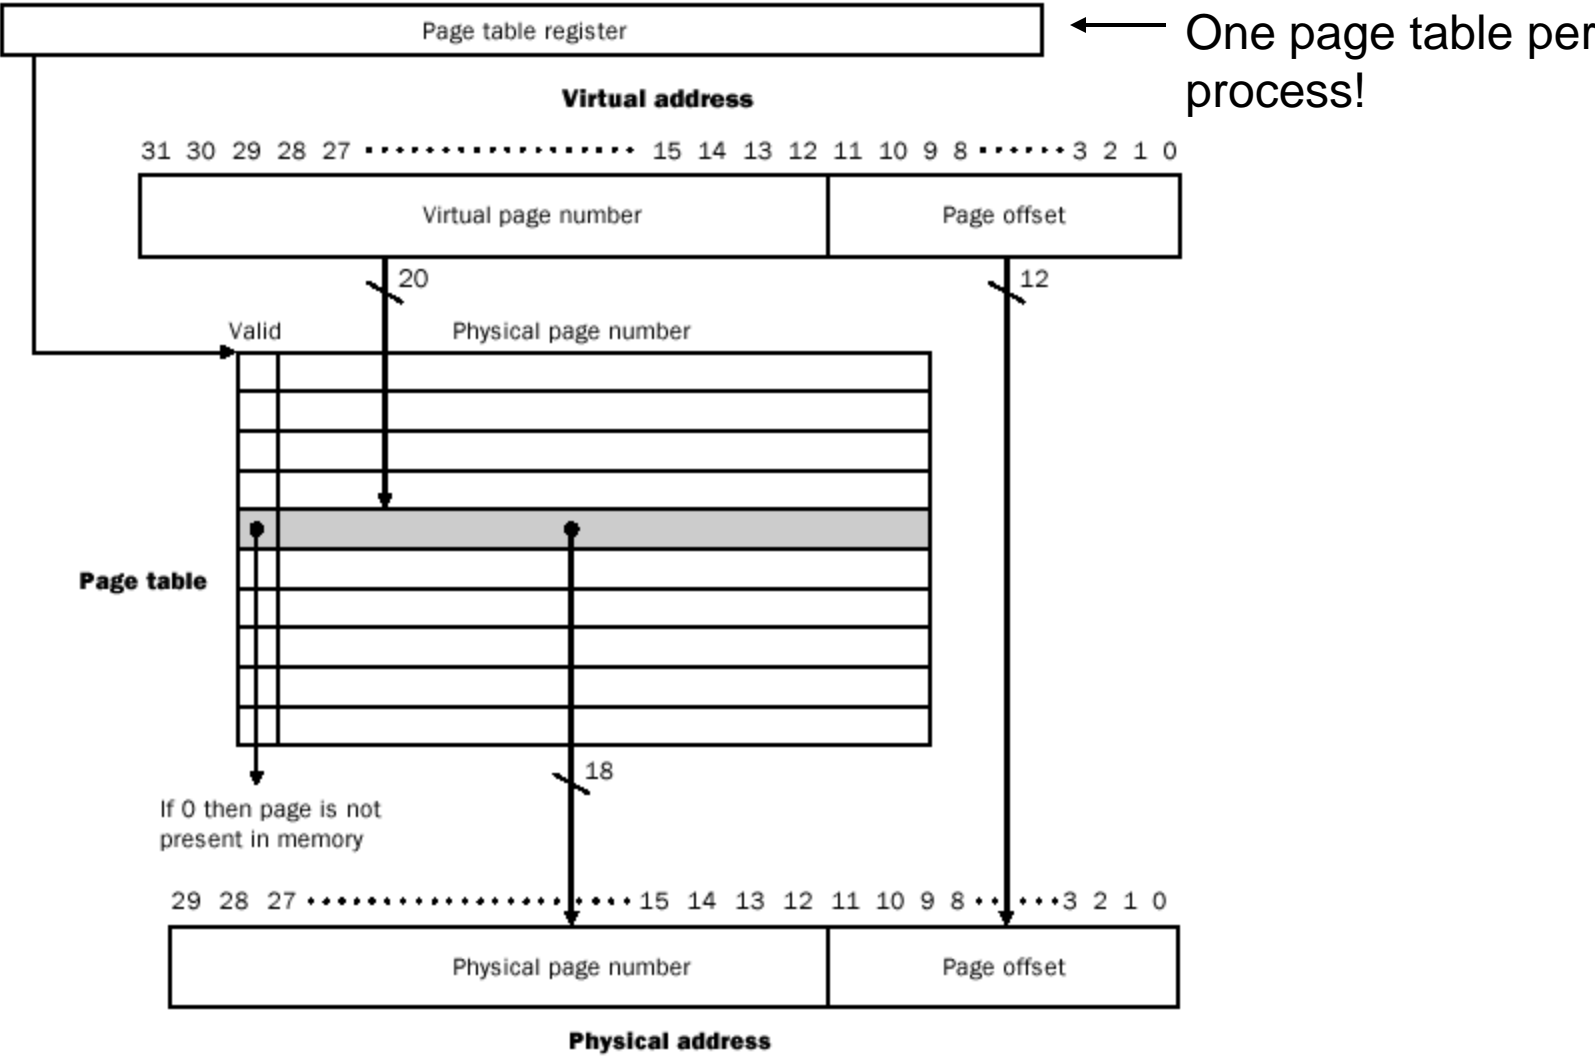 Page table register
One page table per
process!
Virtual address
31 30 29 28 27 15 14 13 12 11 10 9 8 3 2 1 0
Virtual page number Page offset
20 12
Valid Physical page number
Page table
18
If 0 then page is not
present in memory
29 28 27 15 14 13 12 11 10 9 8 3 2 1 0
Physical page number Page offset
Physical address